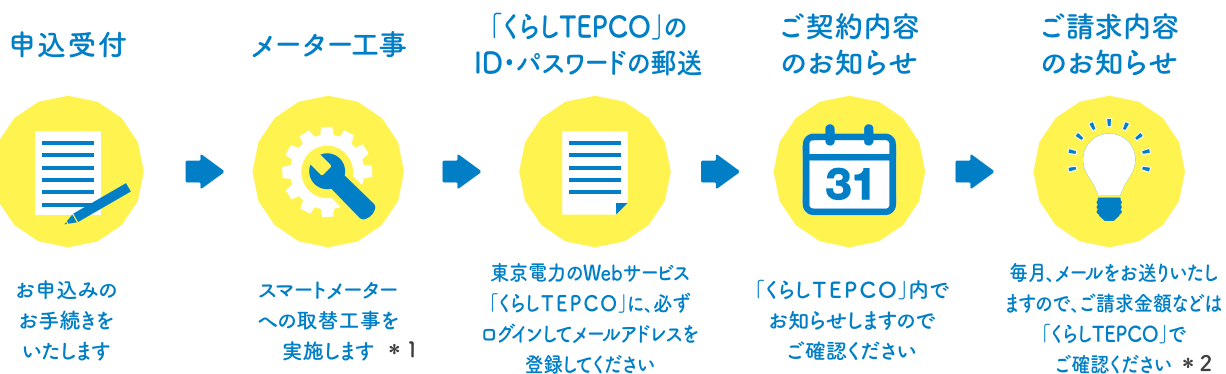 申込受付
メーター工事
「くらしTEPCO」の
ID・パスワードの郵送
ご契約内容
のお知らせ
ご請求内容
のお知らせ
31
お申込みの
お手続きを
いたします
スマートメーター
への取替工事を
実施します *1
東京電力のWebサービス
「くらしTEPCO」に、必ず
ログインしてメールアドレスを
登録してください
「くらしTEPCO」内で
お知らせしますので
ご確認ください
毎月、メールをお送りいたし
ますので、ご請求金額などは
「くらしTEPCO」で
ご確認ください *2